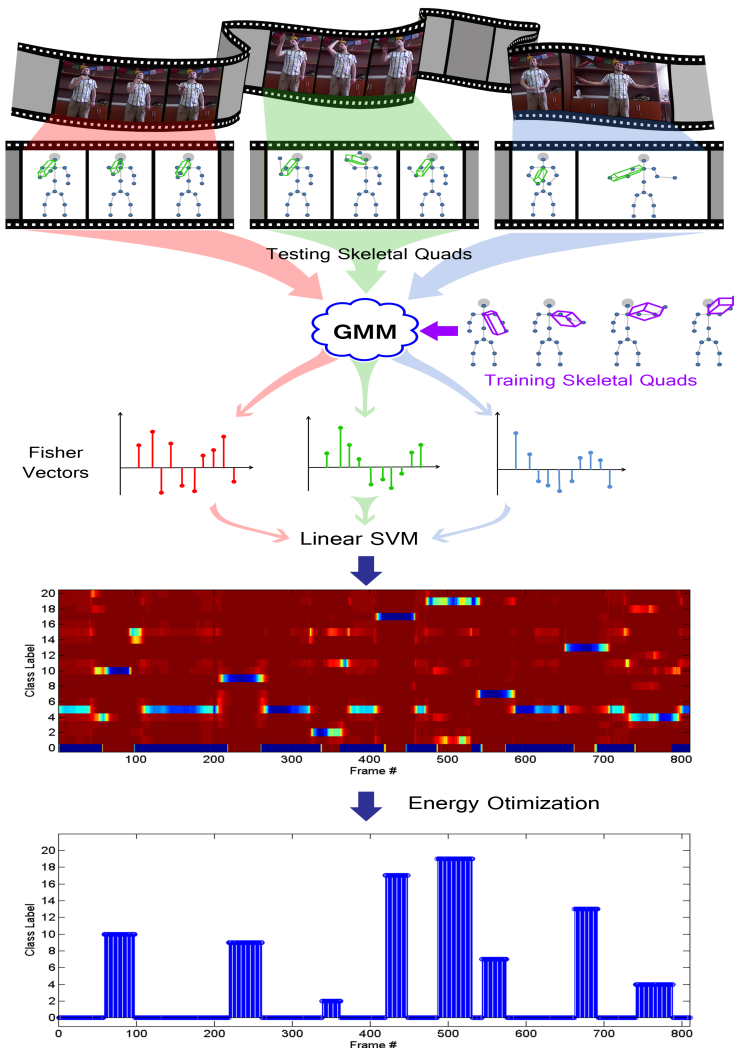 Testing Skeletal Quads
GMM
Training Skeletal Quads
Fisher
Vectors
Linear SVM
Class Label
20
18
16
14
12
10
8
6
4
2
0
100 200 300 400 500 600 700 800
Frame #
Energy Otimization
Class Label
20
18
16
14
12
10
8
6
4
2
0
0 100 200 300 400 500 600 700 800
Frame #